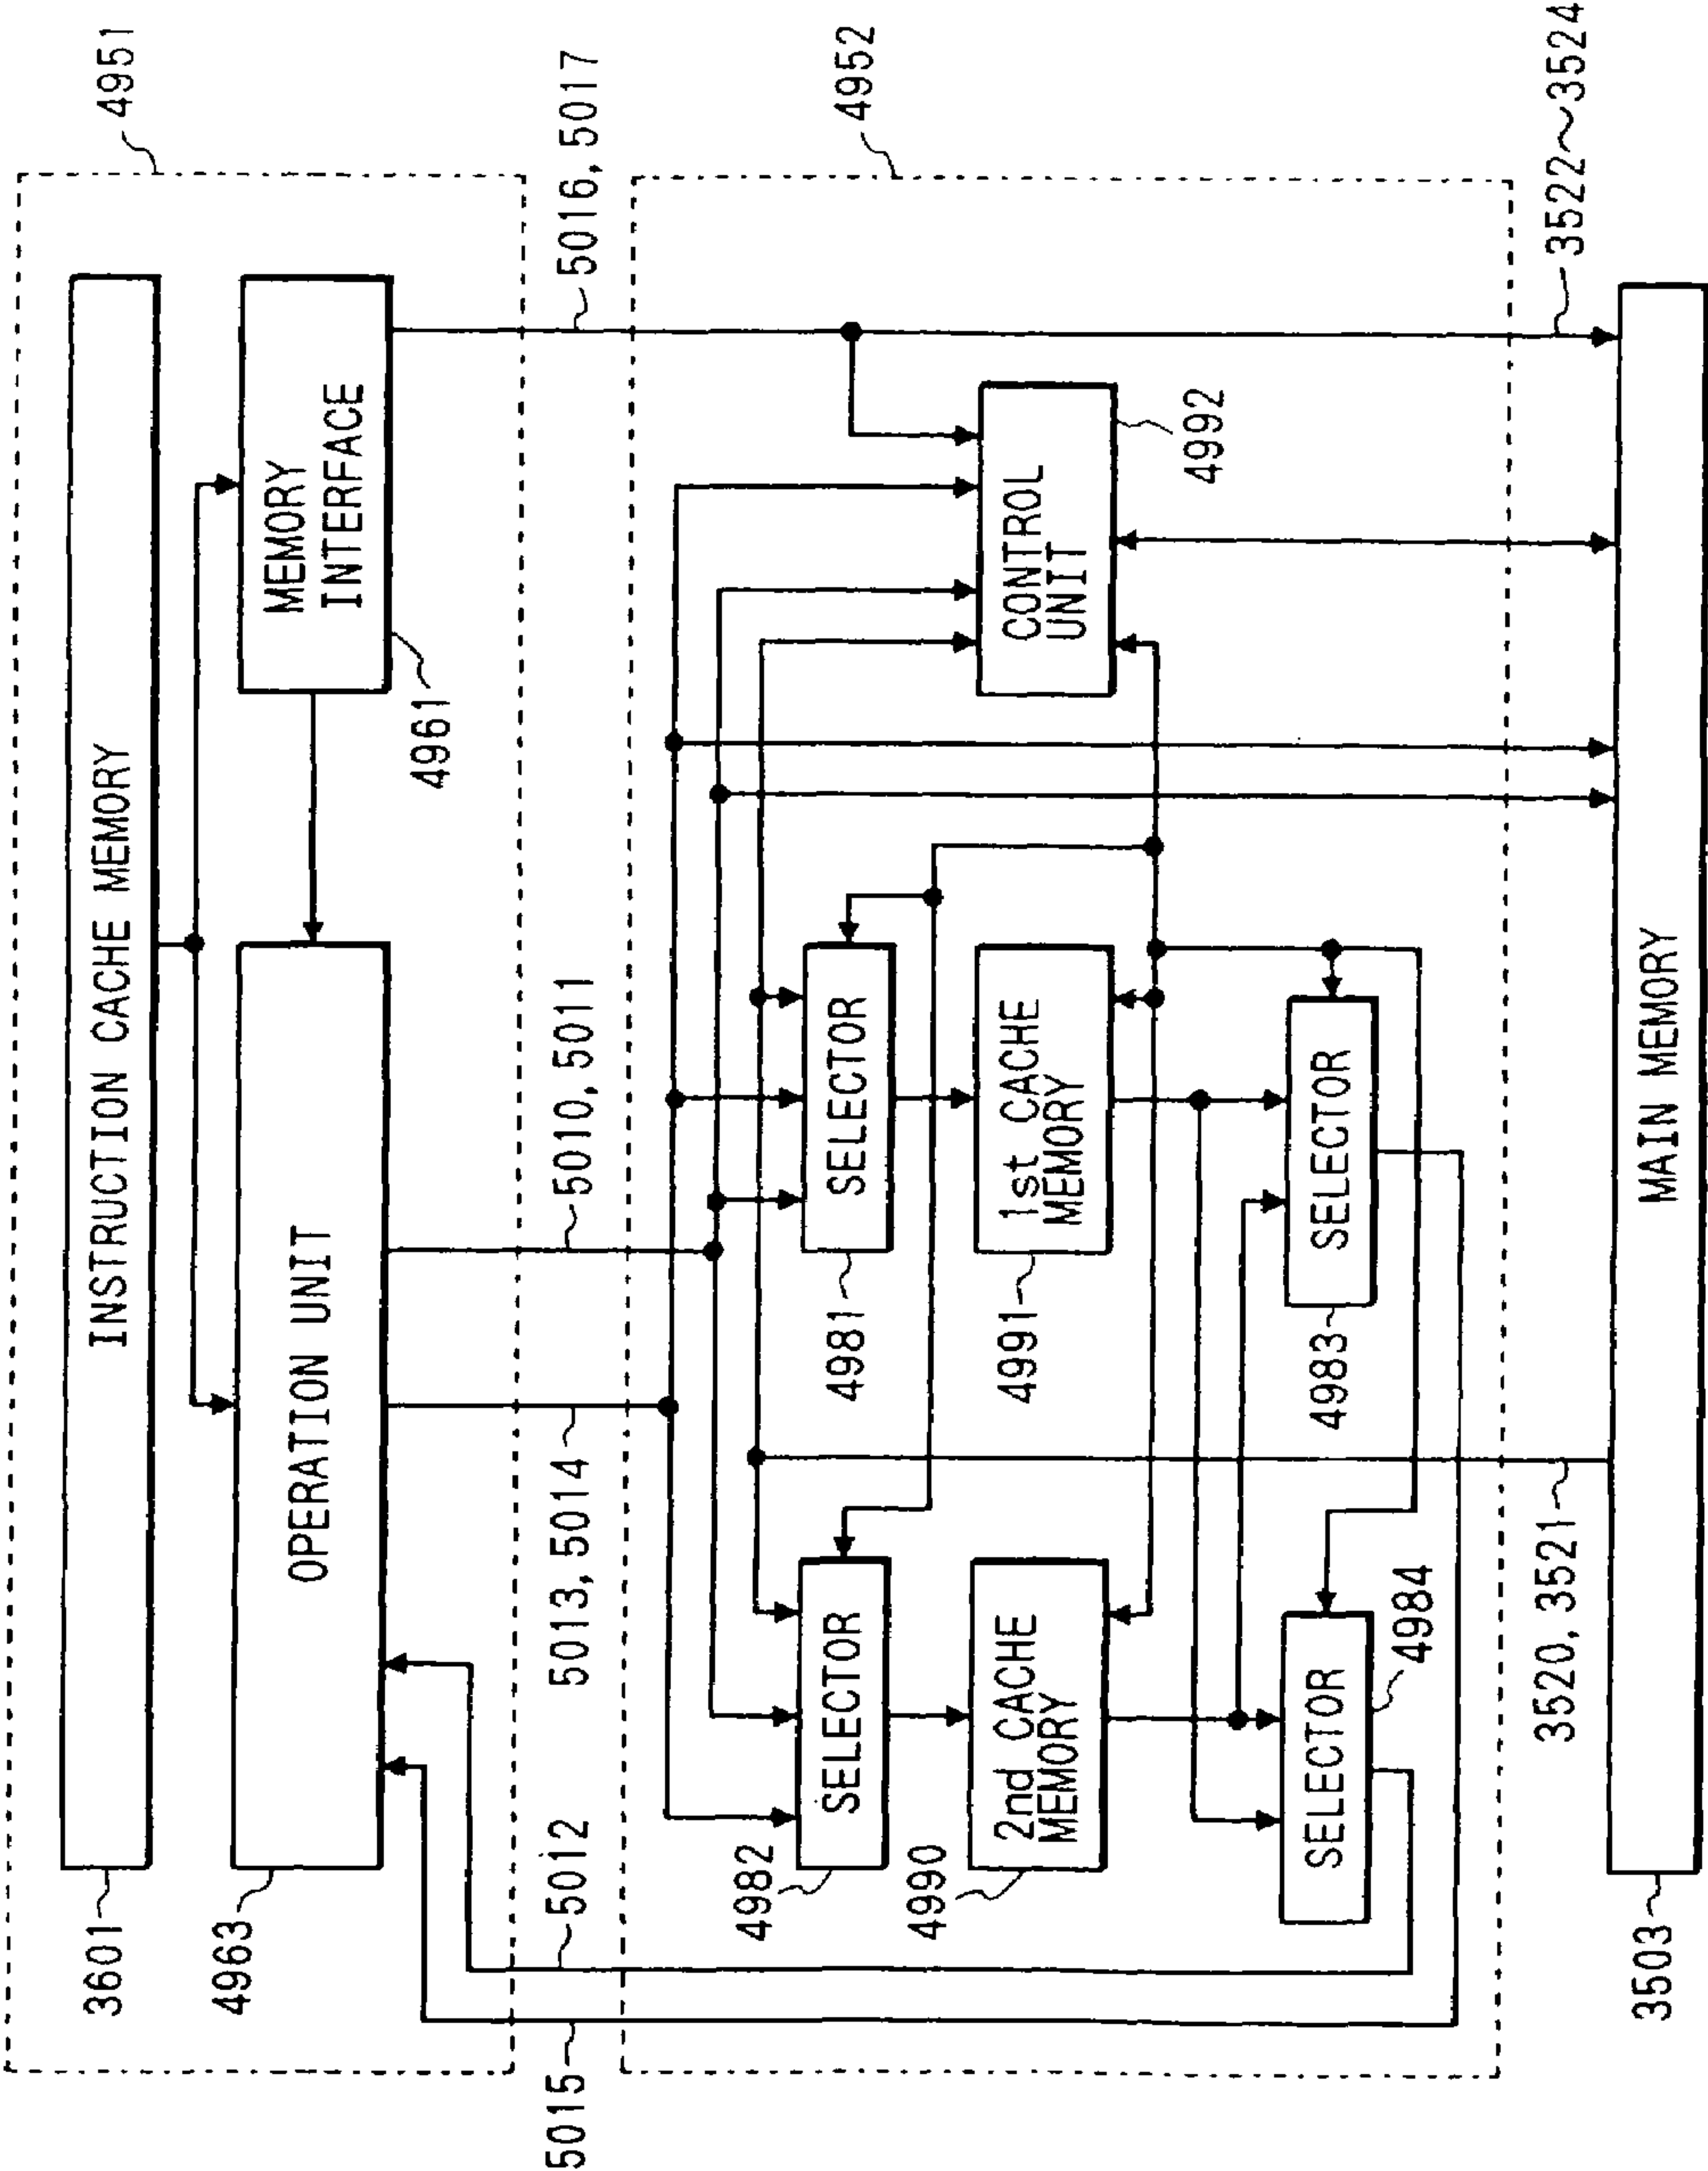 4951
INSTRUCTION CACHE MEMORY
3601
MEMORY
INTERFACE
4961
OPERATION UNIT
4963
5016, 5017
5010, 5011
5013, 5014
5012
5015
4952
CONTROL
UNIT
4992
SELECTOR
4981
SELECTOR
4982
1st CACHE
MEMORY
4991
2nd CACHE
MEMORY
4990
SELECTOR
4983
SELECTOR
4984
3522~3524
3520, 3521
MAIN MEMORY
3503